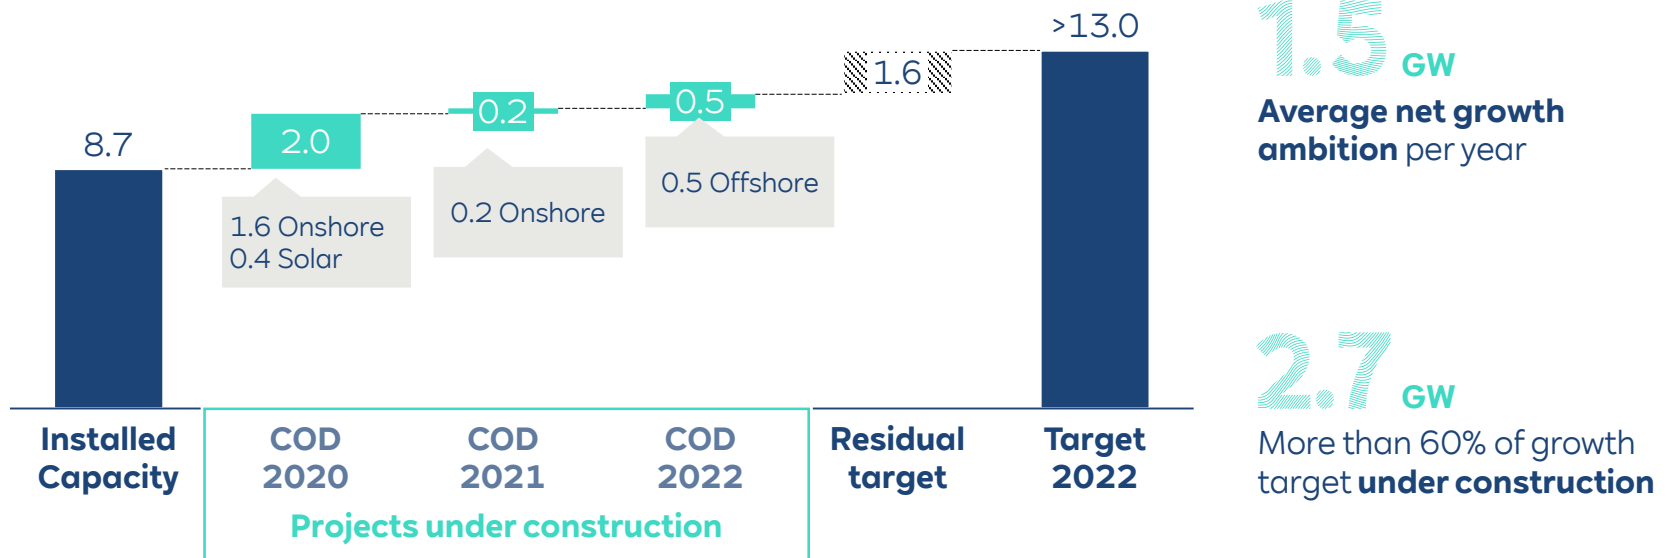 8.7
2.0
0.2
0.5
1.6
>13.0
1.6 Onshore
0.4 Solar
0.2 Onshore
0.5 Offshore
Installed
Capacity
COD
2020
COD
2021
COD
2022
Residual
target
Target
2022
Projects under construction
1.5 GW
Average net growth
ambition per year
2.7 GW
More than 60% of growth
target under construction